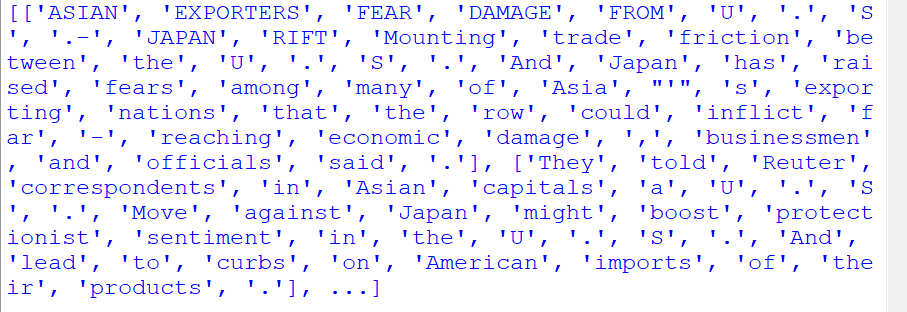 [['ASIAN', 'EXPORTERS', 'FEAR', 'DAMAGE', 'FROM', 'U', '.', 'S
', '.-', 'JAPAN', 'RIFT', 'Mounting', 'trade', 'friction', 'be
tween', 'the', 'U', '.', 'S', '.', 'And', 'Japan', 'has', 'rai
sed', 'fears', 'among', 'many', 'of', 'Asia', "'", 's', 'expor
ting', 'nations', 'that', 'the', 'row', 'could', 'inflict', 'f
ar', '-', 'reaching', 'economic', 'damage', ',', 'businessmen'
, 'and', 'officials', 'said', '.'], ['They', 'told', 'Reuter',
'correspondents', 'in', 'Asian', 'capitals', 'a', 'U', '.', 'S
', '.', 'Move', 'against', 'Japan', 'might', 'boost', 'protect
ionist', 'sentiment', 'in', 'the', 'U', '.', 'S', '.', 'And',
'lead', 'to', 'curbs', 'on', 'American', 'imports', 'of', 'the
ir', 'products', '.'], ...]